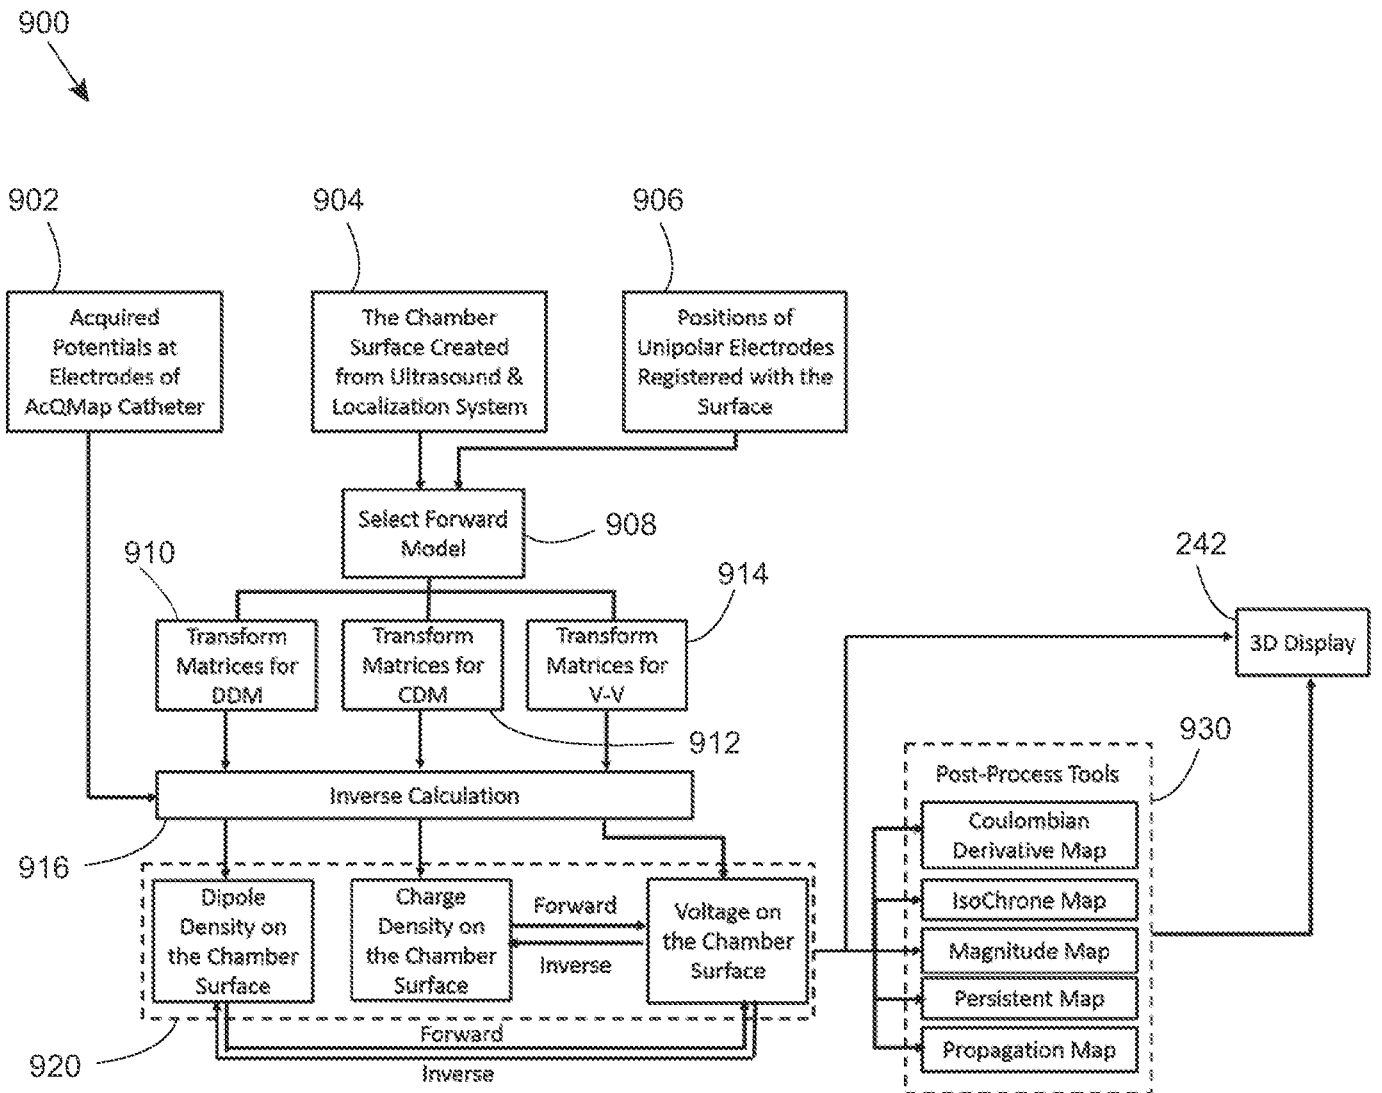 900
902
904
906
Acquired
Potentials at
Electrodes of
AcQMap Catheter
The Chamber
Surface Created
from Ultrasound &
Localization System
Positions of
Unipolar Electrodes
Registered with the
Surface
Select Forward
Model
908
910
914
242
Transform
Matrices for
DDM
Transform
Matrices for
CDM
Transform
Matrices for
V-V
3D Display
912
930
Inverse Calculation
916
Post-Process Tools
Coulombian
Derivative Map
IsoChrone Map
Magnitude Map
Persistent Map
Propagation Map
Dipole
Density on
the Chamber
Surface
Charge
Density on
the Chamber
Surface
Forward
Inverse
Voltage on
the Chamber
Surface
Forward
Inverse
920